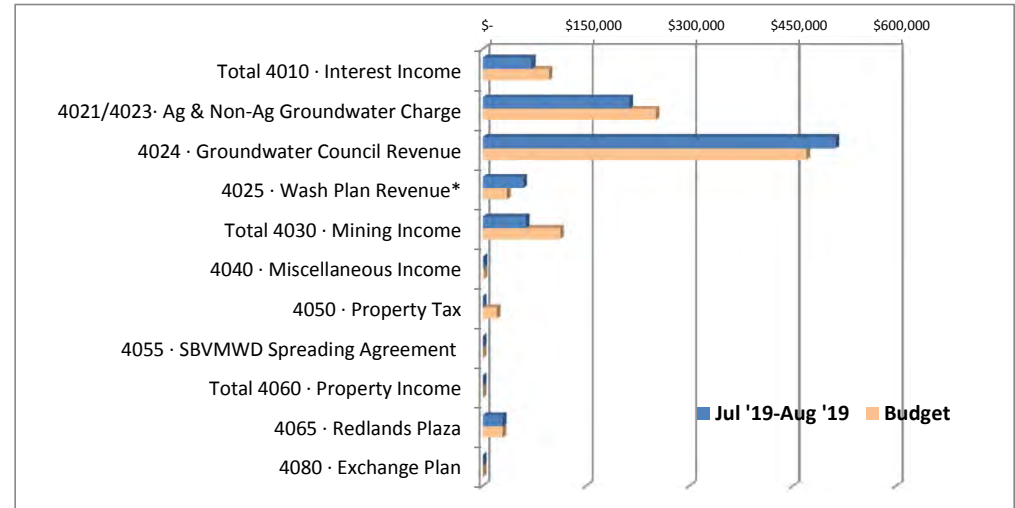 $- $150,000 $300,000 $450,000 $600,000
Total 4010 · Interest Income
4021/4023· Ag & Non-Ag Groundwater Charge
4024 · Groundwater Council Revenue
4025 · Wash Plan Revenue*
Total 4030 · Mining Income
4040 · Miscellaneous Income
4050 · Property Tax
4055 · SBVMWD Spreading Agreement
Total 4060 · Property Income
Jul '19-Aug '19 Budget
4065 · Redlands Plaza
4080 · Exchange Plan